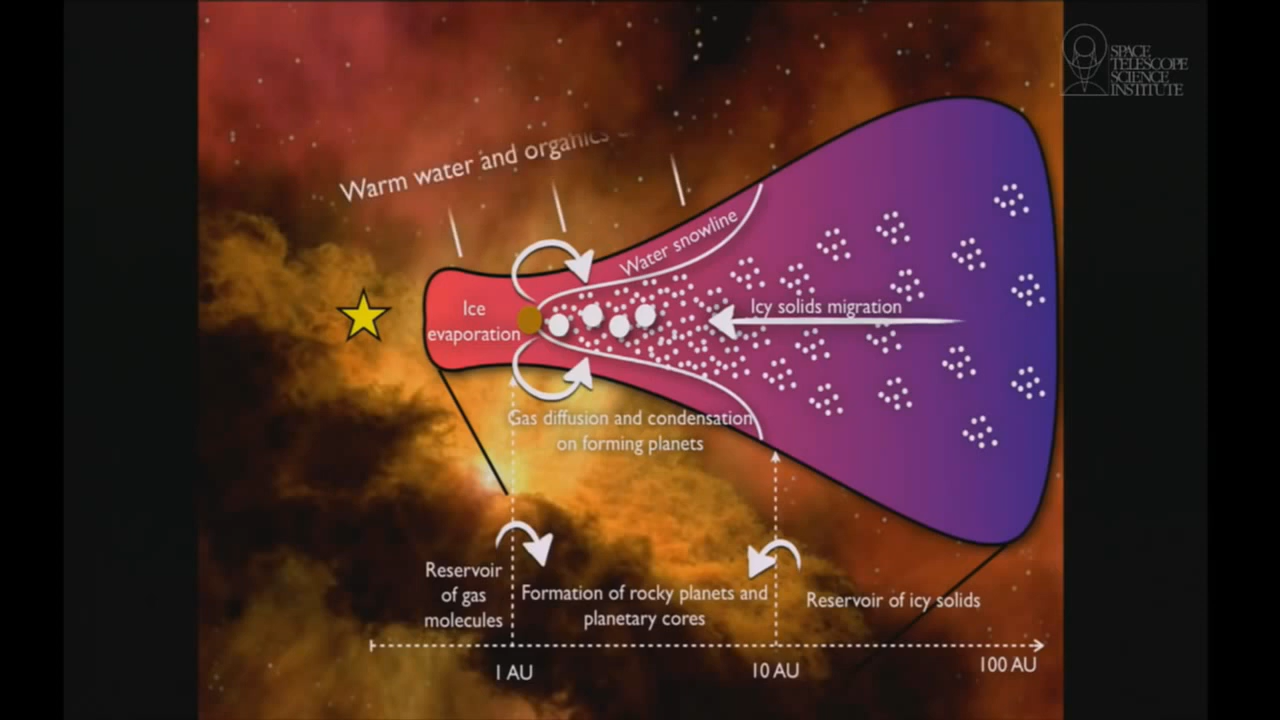 SPACE
TELESCOPE
SCIENCE
INSTITUTE
Warm water and organics
Water snowline
Ice
evaporation
Icy solids migration
Gas diffusion and condensation
on forming planets
Reservoir
of gas
molecules
Formation of rocky planets and
planetary cores
Reservoir of icy solids
1 AU
10 AU
100 AU